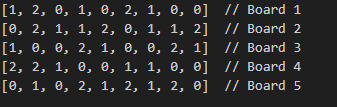 [1, 2, 0, 1, 0, 2, 1, 0, 0]  // Board 1
[0, 2, 1, 1, 2, 0, 1, 1, 2]  // Board 2
[1, 0, 0, 2, 1, 0, 0, 2, 1]  // Board 3
[2, 2, 1, 0, 0, 1, 1, 0, 0]  // Board 4
[0, 1, 0, 2, 1, 2, 1, 2, 0]  // Board 5